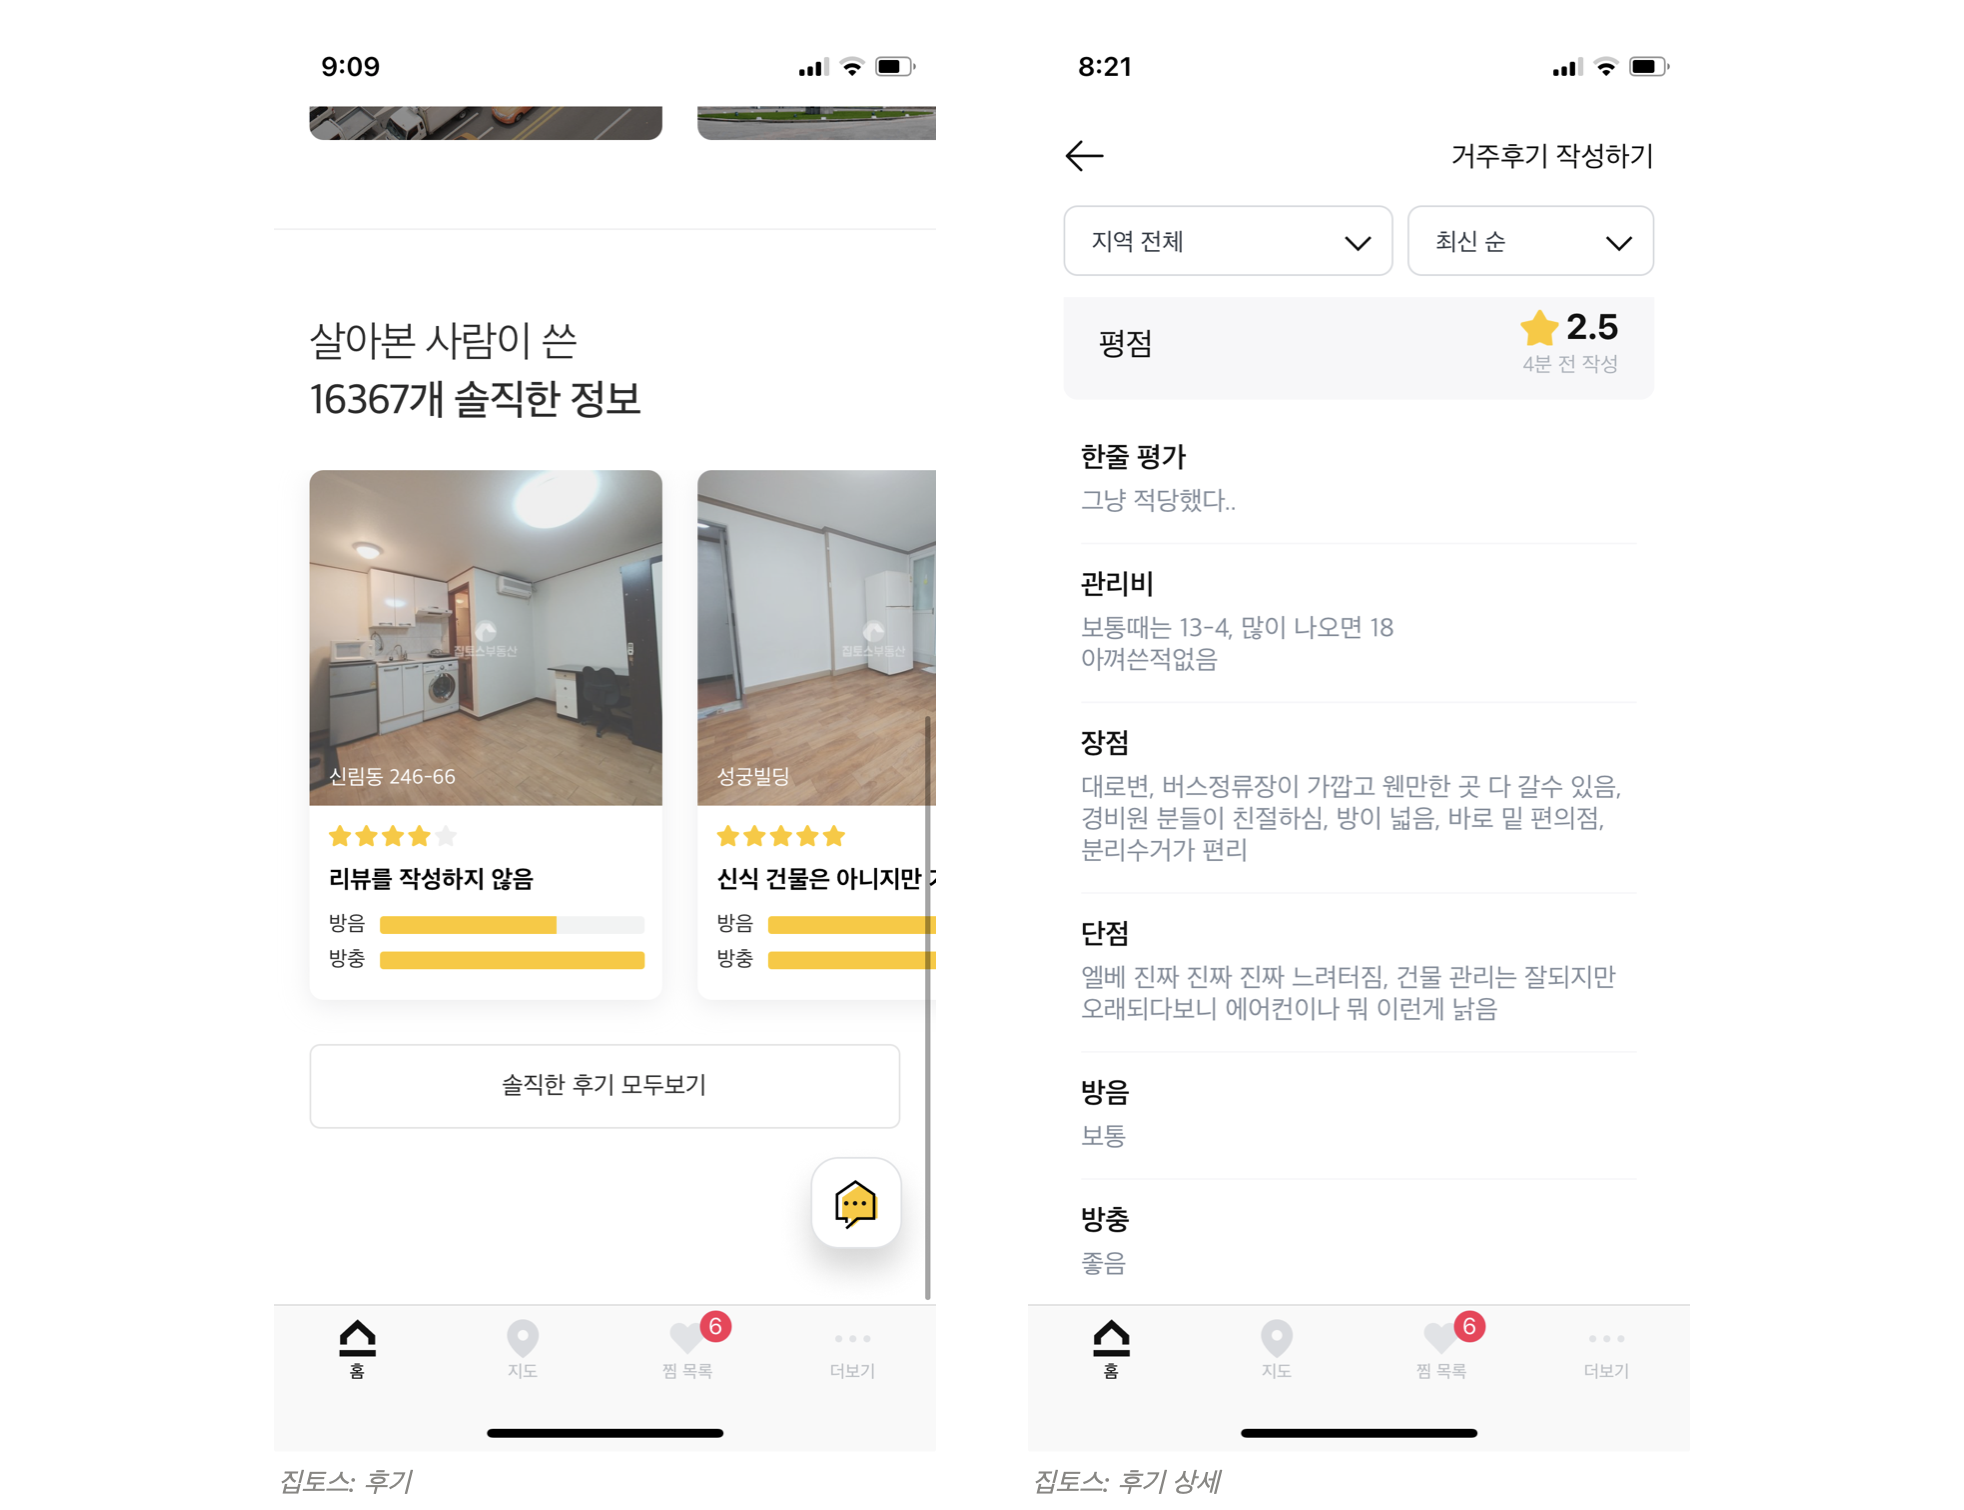 9:09
살아본 사람이 쓴
16367개 솔직한 정보
집토스부동산
신림동 246-66
리뷰를 작성하지 않음
방음
방충
집토스부동산
성궁빌딩
신식 건물은 아니지만
방음
방충
솔직한 후기 모두보기
홈
지도
6
찜 목록
더보기
집토스: 후기
8:21
거주후기 작성하기
지역 전체
최신 순
평점
2.5
4분 전 작성
한줄 평가
그냥 적당했다..
관리비
보통때는 13-4, 많이 나오면 18
아껴쓴적없음
장점
대로변, 버스정류장이 가깝고 웬만한 곳 다 갈수 있음,
경비원 분들이 친절하심, 방이 넓음, 바로 밑 편의점,
분리수거가 편리
단점
엘베 진짜 진짜 진짜 느려터짐, 건물 관리는 잘되지만
오래되다보니 에어컨이나 뭐 이런게 낡음
방음
보통
방충
좋음
홈
지도
6
찜 목록
더보기
집토스: 후기 상세